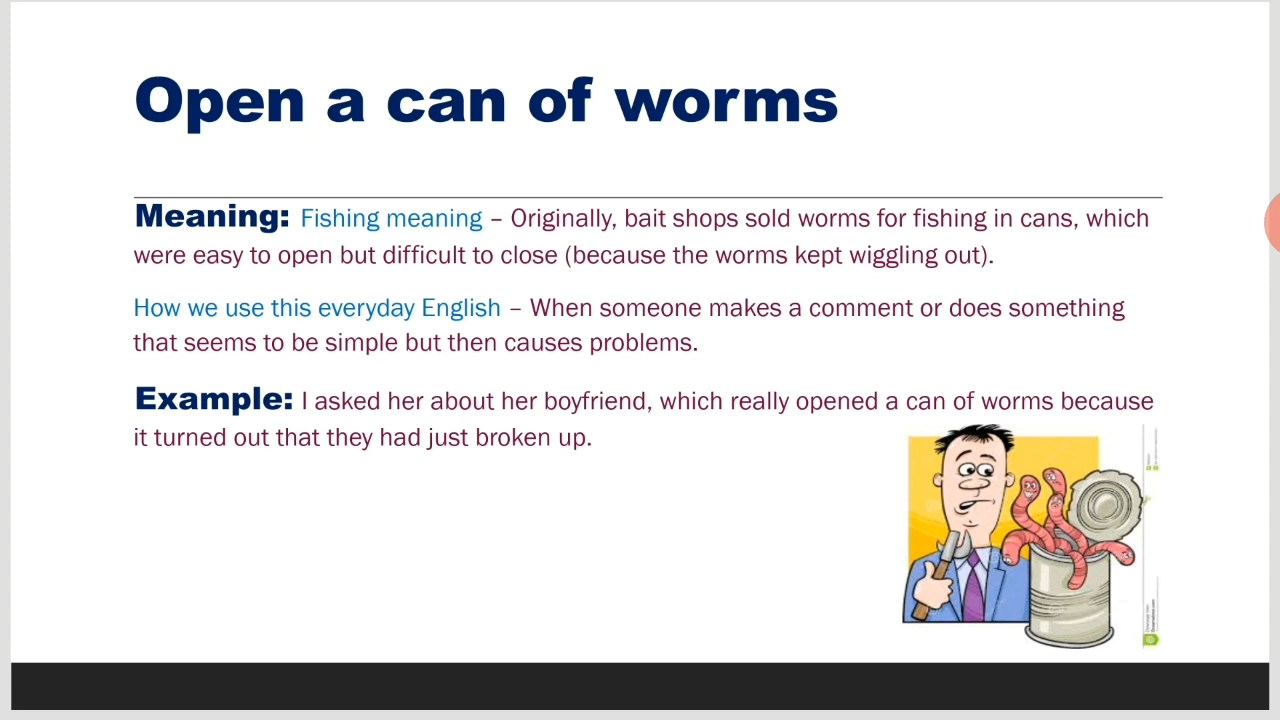 Open a can of worms
Meaning: Fishing meaning – Originally, bait shops sold worms for fishing in cans, which
were easy to open but difficult to close (because the worms kept wiggling out).
How we use this everyday English – When someone makes a comment or does something
that seems to be simple but then causes problems.
Example: I asked her about her boyfriend, which really opened a can of worms because
it turned out that they had just broken up.